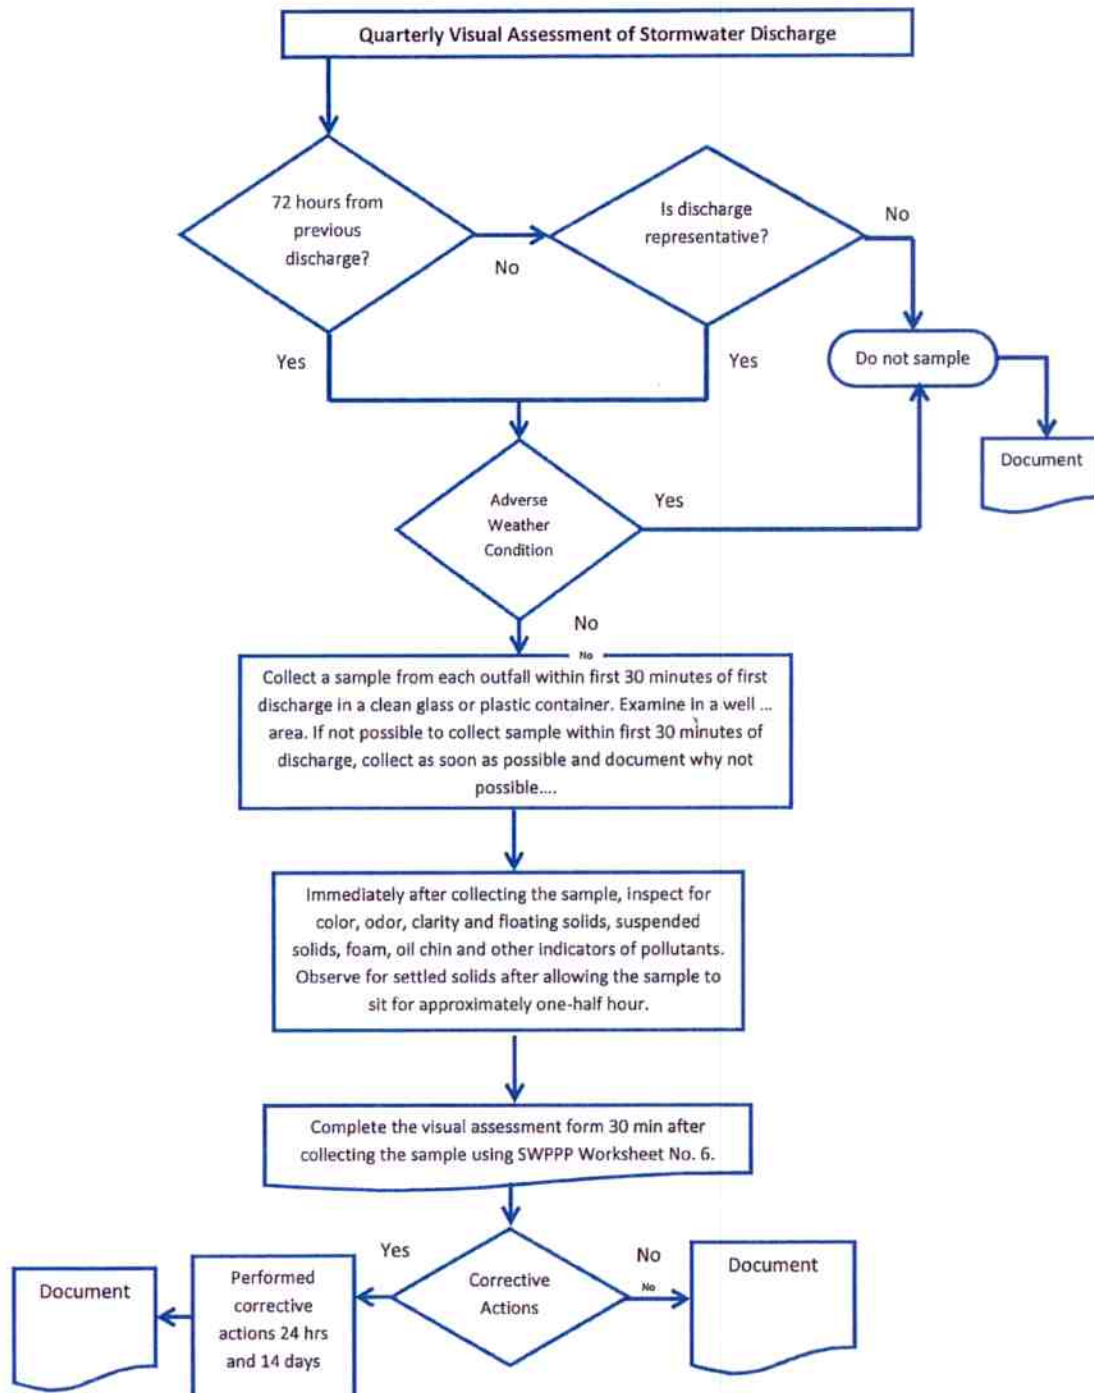 Quarterly Visual Assessment of Stormwater Discharge
72 hours from
previous
discharge?
No
Is discharge
representative?
No
Yes
Yes
Do not sample
Document
Adverse
Weather
Condition
Yes
No
No
Collect a sample from each outfall within first 30 minutes of first
discharge in a clean glass or plastic container. Examine in a well ...
area. If not possible to collect sample within first 30 minutes of
discharge, collect as soon as possible and document why not
possible....
Immediately after collecting the sample, inspect for
color, odor, clarity and floating solids, suspended
solids, foam, oil chin and other indicators of pollutants.
Observe for settled solids after allowing the sample to
sit for approximately one-half hour.
Complete the visual assessment form 30 min after
collecting the sample using SWPPP Worksheet No. 6.
Corrective
Actions
Yes
No
No
Document
Performed
corrective
actions 24 hrs
and 14 days
Document